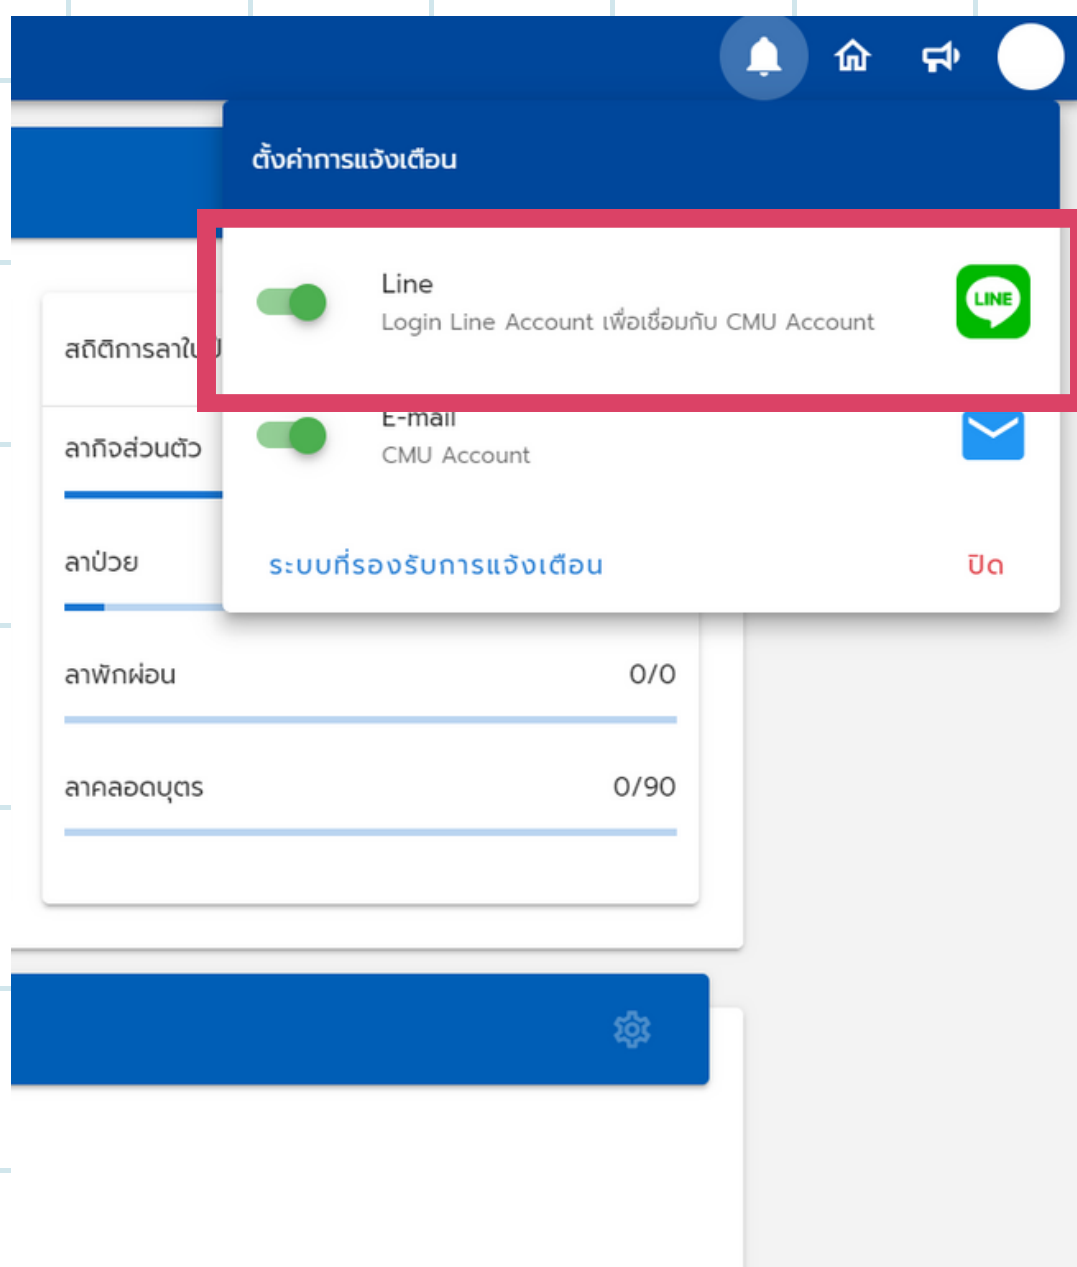 ตั้งค่าการแจ้งเตือน
Line
Login Line Account เพื่อเชื่อมกับ CMU Account
LINE
E-mail
CMU Account
ระบบที่รองรับการแจ้งเตือน
ปิด
สถิติการลาใน
ลากิจส่วนตัว
ลาป่วย
ลาพักผ่อน 0/0
ลาคลอดบุตร 0/90